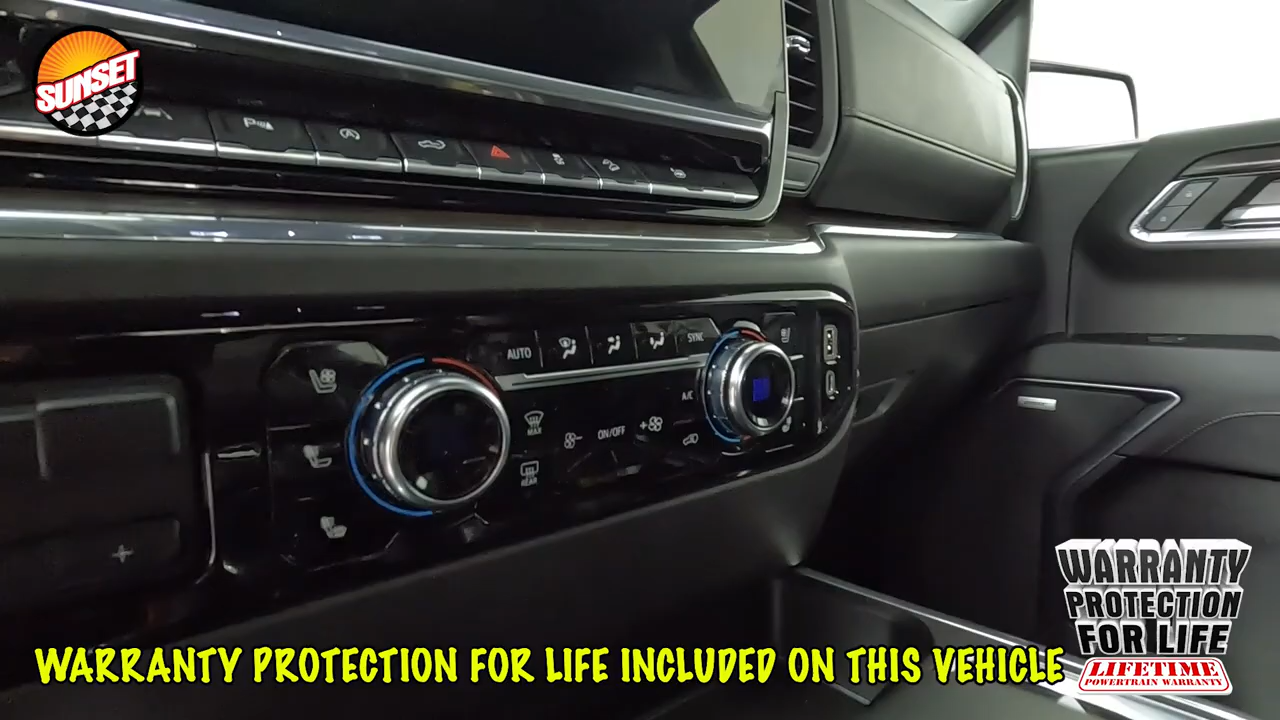 SUNSET
AUTO
SYNC
A/C
MAX
ON/OFF
REAR
WARRANTY
PROTECTION
FOR LIFE
LIFETIME
POWERTRAIN WARRANTY
WARRANTY PROTECTION FOR LIFE INCLUDED ON THIS VEHICLE